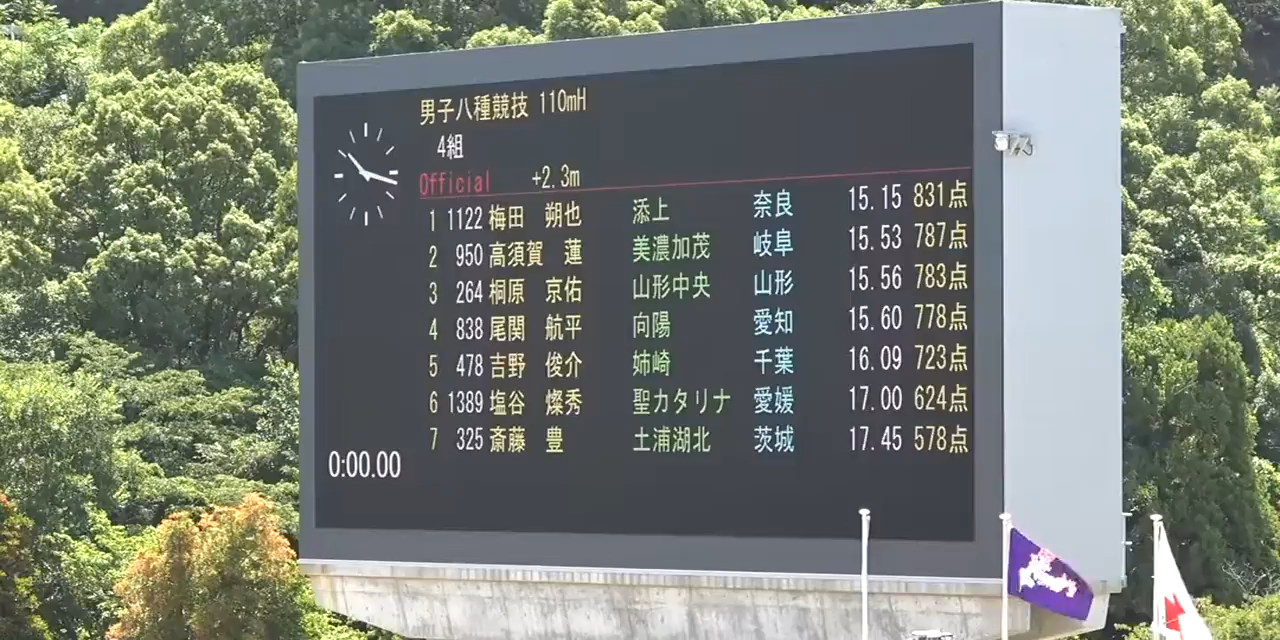 男子八種競技 110mH
4組
Official +2.3m
1 1122 梅田 朔也 添上 奈良 15.15 831点
2 950 高須賀 蓮 美濃加茂 岐阜 15.53 787点
3 264 桐原 京佑 山形中央 山形 15.56 783点
4 838 尾関 航平 向陽 愛知 15.60 778点
5 478 吉野 俊介 姉崎 千葉 16.09 723点
6 1389 塩谷 燦秀 聖カタリナ 愛媛 17.00 624点
7 325 斎藤 豊 土浦湖北 茨城 17.45 578点
0:00.00